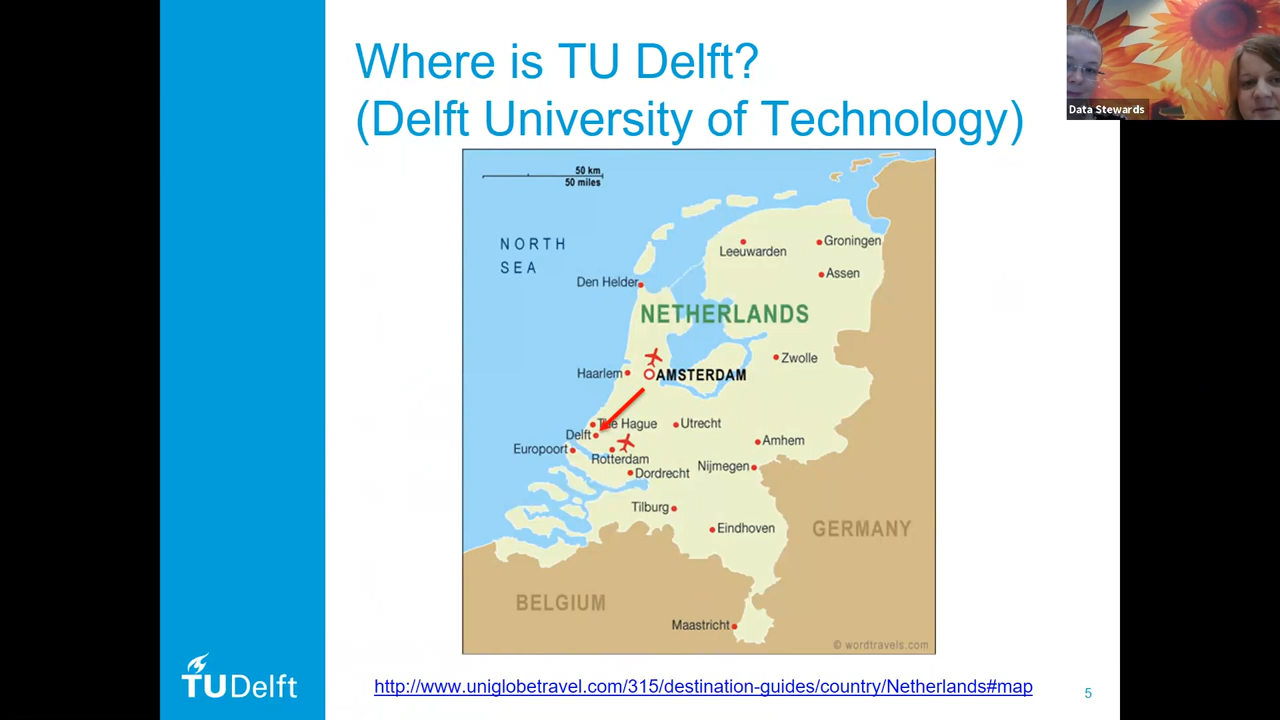 Where is TU Delft?
(Delft University of Technology)
Data Stewards
50 km
50 miles
NORTH
SEA
Leeuwarden
Groningen
Assen
Den Helder
NETHERLANDS
Zwolle
Haarlem
AMSTERDAM
The Hague
Utrecht
Delft
Arnhem
Europoort
Rotterdam
Nijmegen
Dordrecht
Tilburg
Eindhoven
GERMANY
BELGIUM
Maastricht
© wordtravels.com
TUDelft
http://www.uniglobetravel.com/315/destination-guides/country/Netherlands#map
5